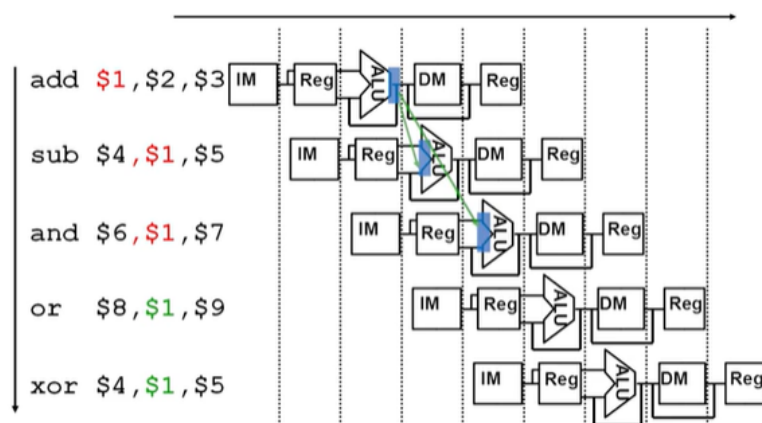 add $1,$2,$3 IM Reg ALU DM Reg
sub $4,$1,$5 IM Reg ALU DM Reg
and $6,$1,$7 IM Reg ALU DM Reg
or $8,$1,$9 IM Reg ALU DM Reg
xor $4,$1,$5 IM Reg ALU DM Reg